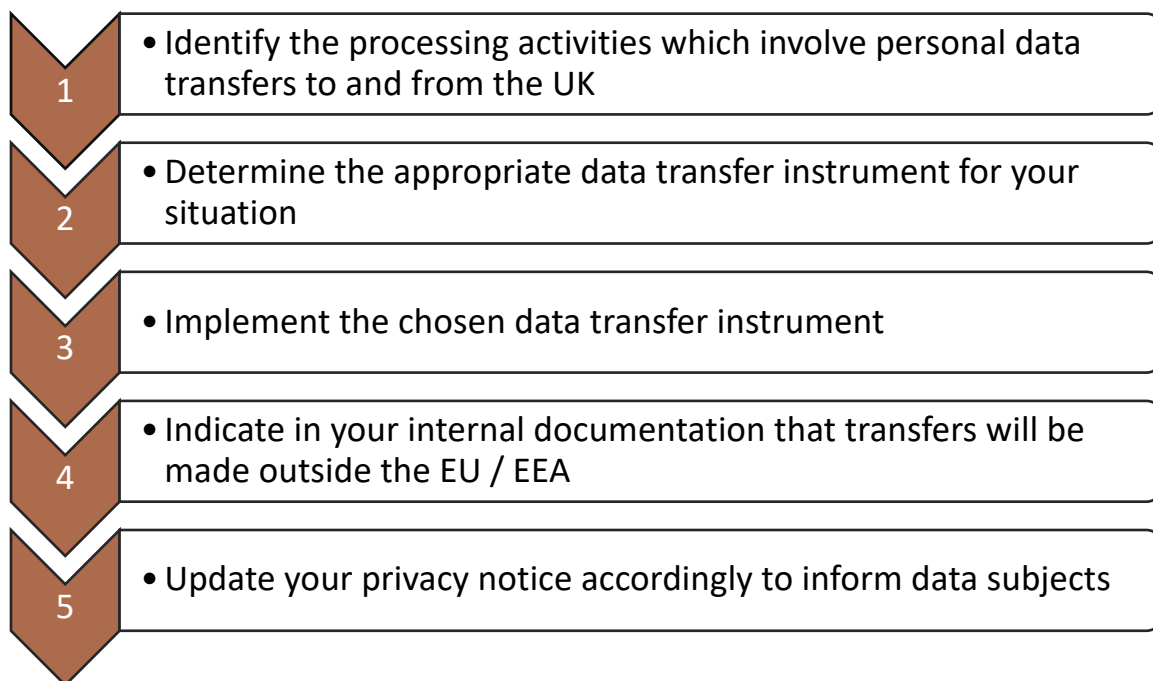 1
• Identify the processing activities which involve personal data
transfers to and from the UK
2
• Determine the appropriate data transfer instrument for your
situation
3
• Implement the chosen data transfer instrument
4
• Indicate in your internal documentation that transfers will be
made outside the EU / EEA
5
• Update your privacy notice accordingly to inform data subjects